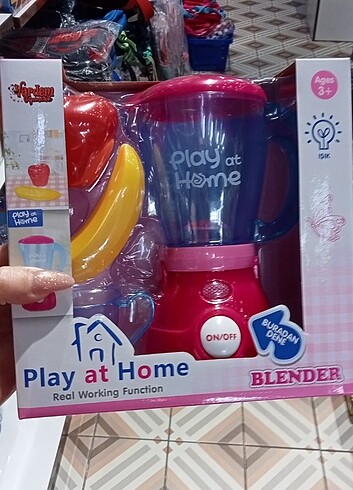 Vardem
Ages
3+
IŞIK
Play at
Home
Play at
Home
ON/OFF
BURADAN
DENE
Play at Home
Real Working Function
BLENDER